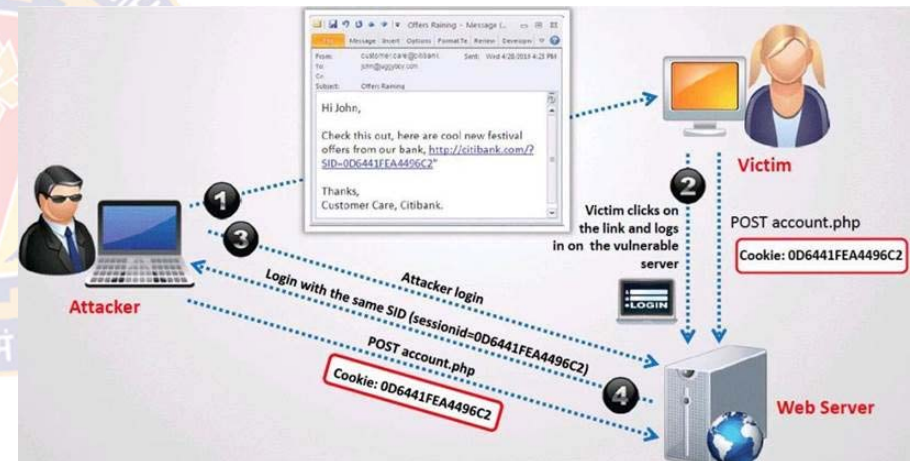 Offers Raining - Message (..
Message Insert Options Format Te Review Develope
From: customer.care@citibank. Sent: Wed 4/28/2010 4:23 PM
To:
Cc:
Subject: Offers Raining
Hi John,
Check this out, here are cool new festival
offers from our bank, http://citibank.com/?
SID=0D6441FEA4496C2"
Thanks,
Customer Care, Citibank.
1
Victim
2
Victim clicks on
the link and logs
in on the vulnerable
server
POST account.php
Cookie: 0D6441FEA4496C2
LOGIN
3
Attacker
Attacker login
Login with the same SID (sessionid=0D6441FEA4496C2)
POST account.php
Cookie: 0D6441FEA4496C2
4
Web Server